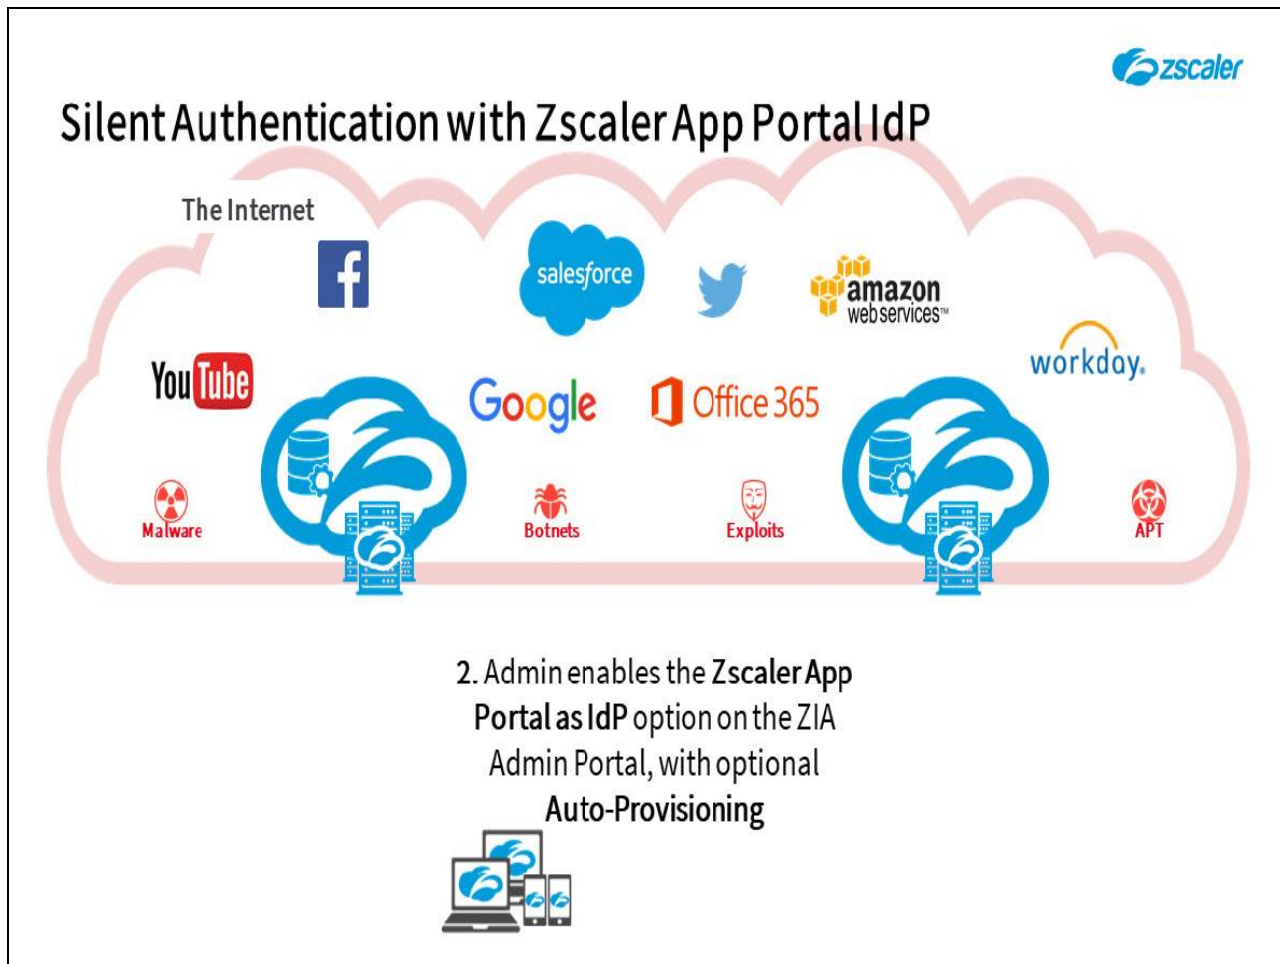 zscaler
Silent Authentication with Zscaler App Portal IdP
The Internet
salesforce
amazon
webservices™
workday.
YouTube
Google
Office 365
Malware
Botnets
Exploits
APT
2. Admin enables the Zscaler App
Portal as IdP option on the ZIA
Admin Portal, with optional
Auto-Provisioning